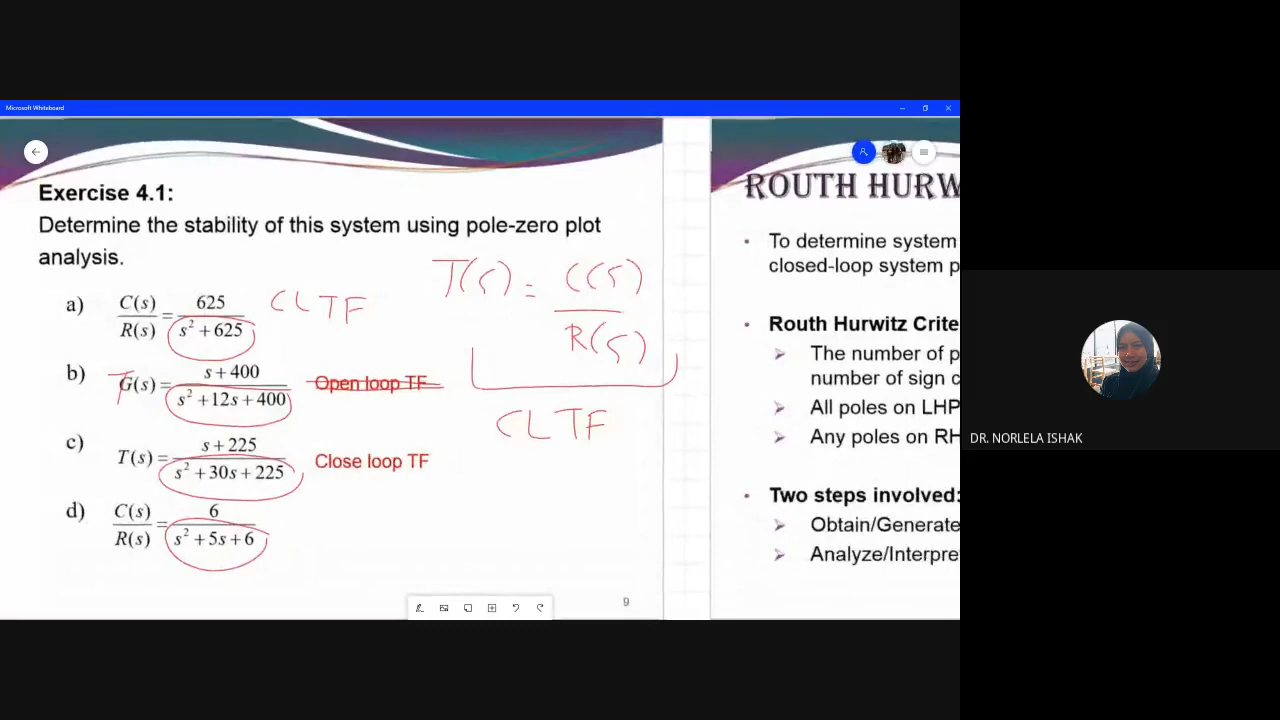 Microsoft Whiteboard
Exercise 4.1:
Determine the stability of this system using pole-zero plot
analysis.
a) C(s)/R(s) = 625/(s² + 625) CLTF
b) G(s) = (s + 400)/(s² + 12s + 400) Open loop TF
T
c) T(s) = (s + 225)/(s² + 30s + 225) Close loop TF
d) C(s)/R(s) = 6/(s² + 5s + 6)
T(s) = C(s)/R(s)
CLTF
9
ROUTH HURW
• To determine system
closed-loop system p
• Routh Hurwitz Crite
➢ The number of p
number of sign c
➢ All poles on LHP
➢ Any poles on RH
• Two steps involved:
➢ Obtain/Generate
➢ Analyze/Interpre
DR. NORLELA ISHAK